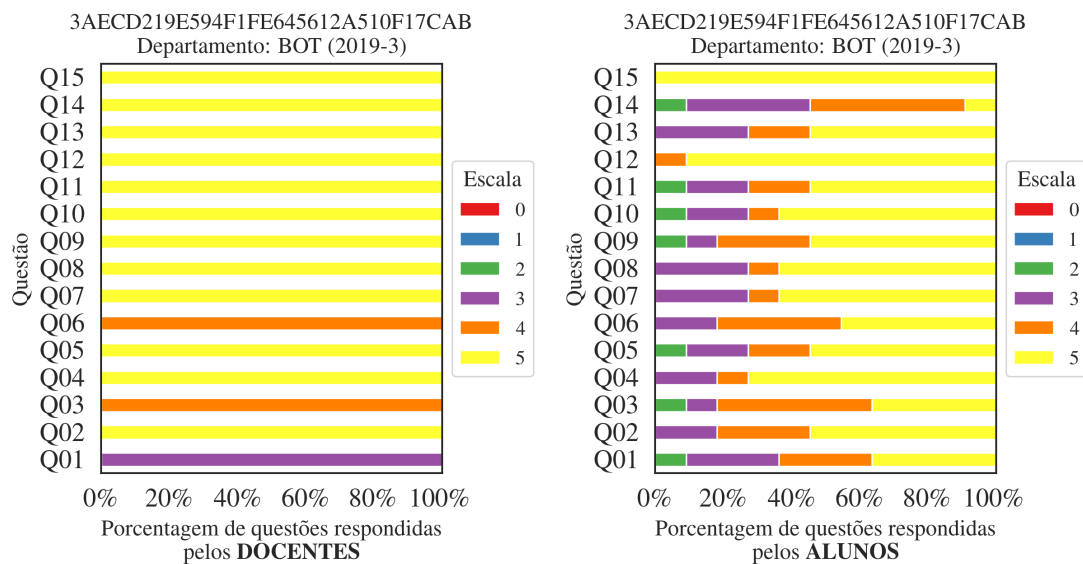 3AECD219E594F1FE645612A510F17CAB
Departamento: BOT (2019-3)
Questão
Q15
Q14
Q13
Q12
Q11
Q10
Q09
Q08
Q07
Q06
Q05
Q04
Q03
Q02
Q01
0% 20% 40% 60% 80% 100%
Porcentagem de questões respondidas
pelos DOCENTES
Escala
0
1
2
3
4
5
3AECD219E594F1FE645612A510F17CAB
Departamento: BOT (2019-3)
Questão
Q15
Q14
Q13
Q12
Q11
Q10
Q09
Q08
Q07
Q06
Q05
Q04
Q03
Q02
Q01
0% 20% 40% 60% 80% 100%
Porcentagem de questões respondidas
pelos ALUNOS
Escala
0
1
2
3
4
5